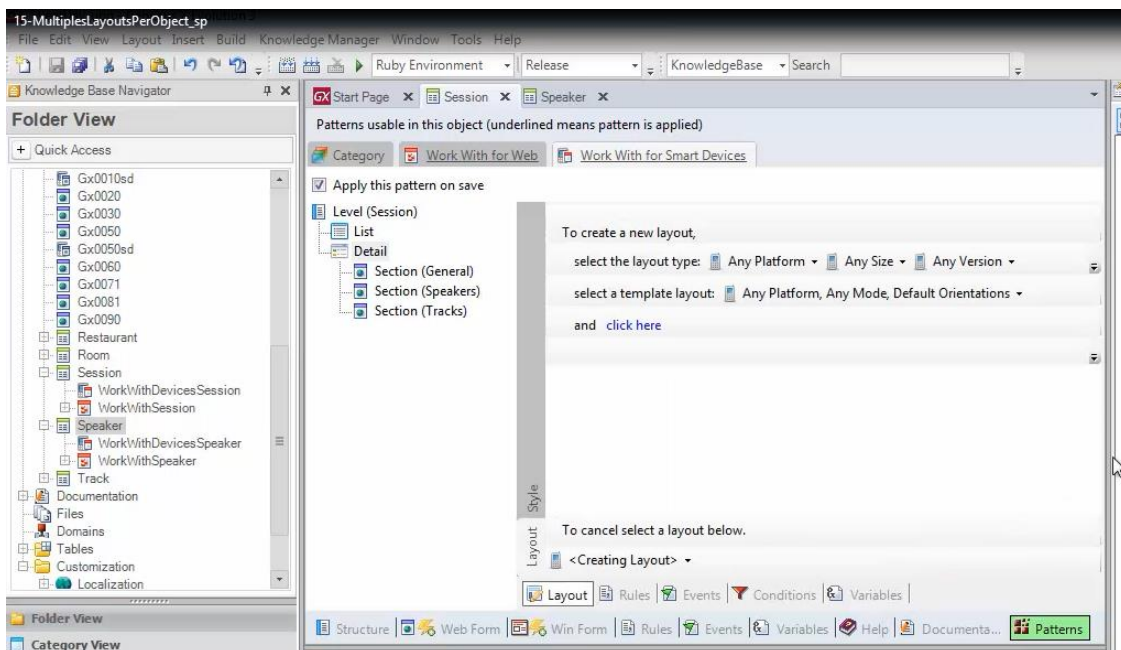 15-MultiplesLayoutsPerObject_sp
File Edit View Layout Insert Build Knowledge Manager Window Tools Help
Ruby Environment Release KnowledgeBase Search
Knowledge Base Navigator
Folder View
+ Quick Access
Gx0010sd
Gx0020
Gx0030
Gx0050
Gx0050sd
Gx0060
Gx0071
Gx0081
Gx0090
Restaurant
Room
Session
WorkWithDevicesSession
WorkWithSession
Speaker
WorkWithDevicesSpeaker
WorkWithSpeaker
Track
Documentation
Files
Domains
Tables
Customization
Localization
Folder View
Category View
GX Start Page X Session X Speaker X
Patterns usable in this object (underlined means pattern is applied)
Category Work With for Web Work With for Smart Devices
Apply this pattern on save
Level (Session)
List
Detail
Section (General)
Section (Speakers)
Section (Tracks)
To create a new layout,
select the layout type: Any Platform Any Size Any Version
select a template layout: Any Platform, Any Mode, Default Orientations
and click here
Style
Layout
To cancel select a layout below.
<Creating Layout>
Layout Rules Events Conditions Variables
Structure Web Form Win Form Rules Events Variables Help Documenta... Patterns